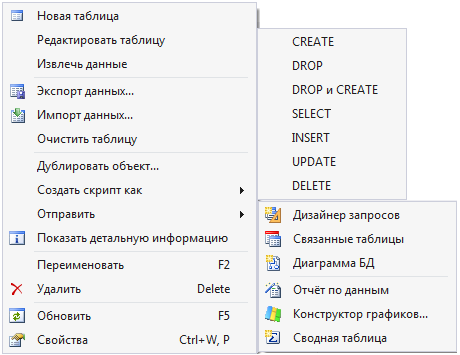 Новая таблица
Редактировать таблицу
Извлечь данные
Экспорт данных...
Импорт данных...
Очистить таблицу
Дублировать объект...
Создать скрипт как
Отправить
Показать детальную информацию
Переименовать F2
Удалить Delete
Обновить F5
Свойства Ctrl+W, P
CREATE
DROP
DROP и CREATE
SELECT
INSERT
UPDATE
DELETE
Дизайнер запросов
Связанные таблицы
Диаграмма БД
Отчёт по данным
Конструктор графиков...
Сводная таблица